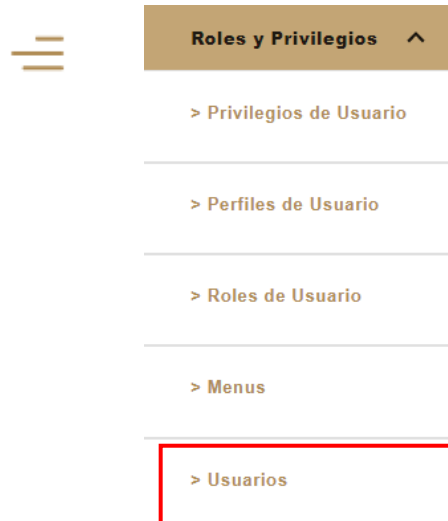 Roles y Privilegios
> Privilegios de Usuario
> Perfiles de Usuario
> Roles de Usuario
> Menus
> Usuarios